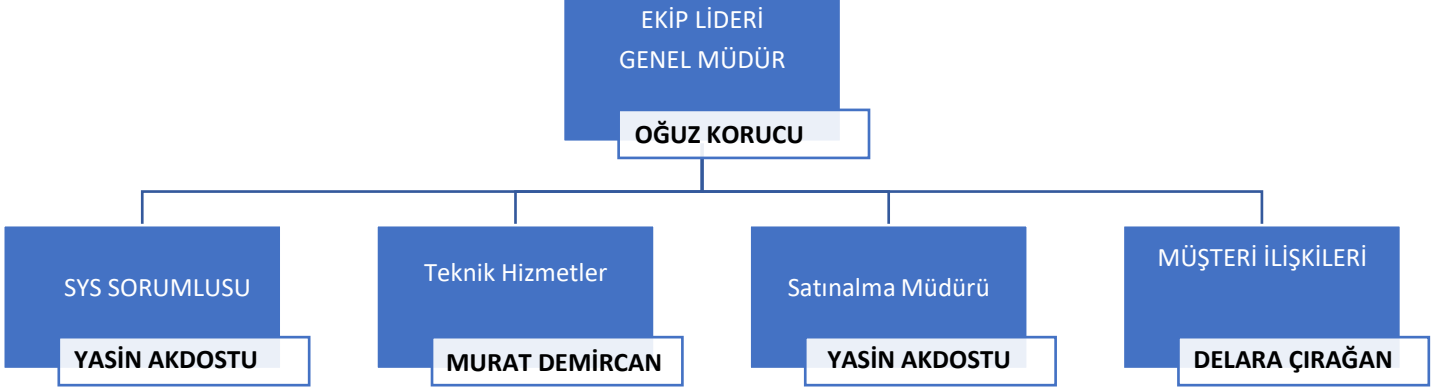 EKİP LİDERİ
GENEL MÜDÜR
OĞUZ KORUCU
SYS SORUMLUSU
YASİN AKDOSTU
Teknik Hizmetler
MURAT DEMİRCAN
Satınalma Müdürü
YASİN AKDOSTU
MÜŞTERİ İLİŞKİLERİ
DELARA ÇIRAĞAN